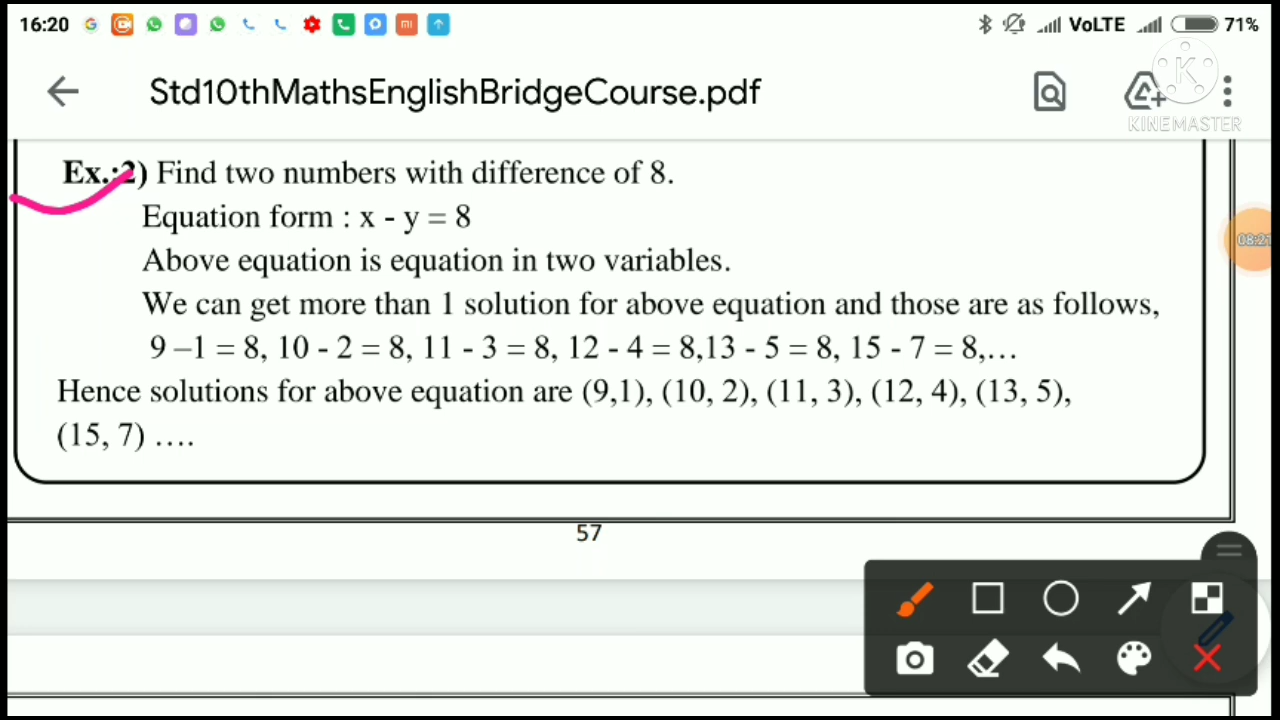 16:20
VoLTE
71%
Std10thMathsEnglishBridgeCourse.pdf
KINEMASTER
Ex.:2) Find two numbers with difference of 8.
Equation form : x - y = 8
08:21
Above equation is equation in two variables.
We can get more than 1 solution for above equation and those are as follows,
9 –1 = 8, 10 - 2 = 8, 11 - 3 = 8, 12 - 4 = 8,13 - 5 = 8, 15 - 7 = 8,…
Hence solutions for above equation are (9,1), (10, 2), (11, 3), (12, 4), (13, 5),
(15, 7) ….
57